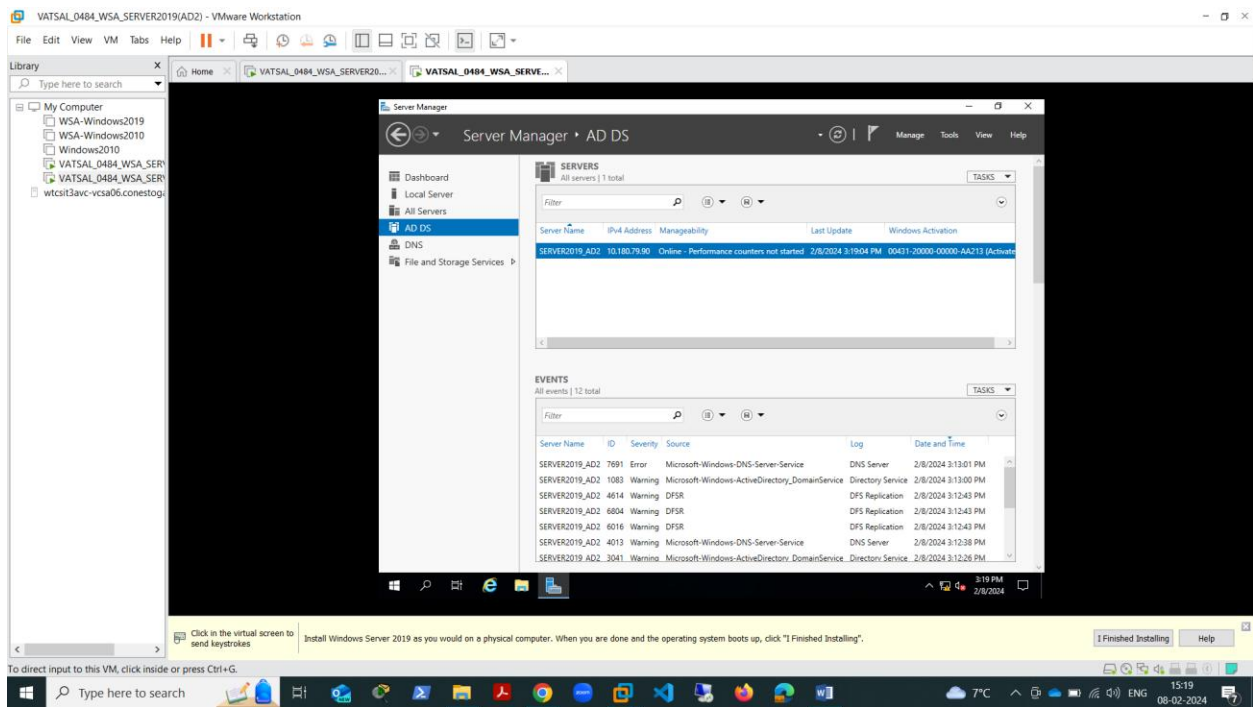 VATSAL_0484_WSA_SERVER2019(AD2) - VMware Workstation
File Edit View VM Tabs Help
Library
Type here to search
My Computer
WSA-Windows2019
WSA-Windows2010
Windows2010
VATSAL_0484_WSA_SERV
VATSAL_0484_WSA_SERV
wtcsit3avc-vcsa06.conestoga
Home VATSAL_0484_WSA_SERVER20... VATSAL_0484_WSA_SERVE...
Server Manager
Server Manager AD DS
Manage Tools View Help
Dashboard
Local Server
All Servers
AD DS
DNS
File and Storage Services
SERVERS
All servers | 1 total
TASKS
Filter
Server Name IPv4 Address Manageability Last Update Windows Activation
SERVER2019_AD2 10.180.79.90 Online - Performance counters not started 2/8/2024 3:19:04 PM 00431-20000-00000-AA213 (Activate
EVENTS
All events | 12 total
TASKS
Filter
Server Name ID Severity Source Log Date and Time
SERVER2019_AD2 7691 Error Microsoft-Windows-DNS-Server-Service DNS Server 2/8/2024 3:13:01 PM
SERVER2019_AD2 1083 Warning Microsoft-Windows-ActiveDirectory_DomainService Directory Service 2/8/2024 3:13:00 PM
SERVER2019_AD2 4614 Warning DFSR DFS Replication 2/8/2024 3:12:43 PM
SERVER2019_AD2 6804 Warning DFSR DFS Replication 2/8/2024 3:12:43 PM
SERVER2019_AD2 6016 Warning DFSR DFS Replication 2/8/2024 3:12:43 PM
SERVER2019_AD2 4013 Warning Microsoft-Windows-DNS-Server-Service DNS Server 2/8/2024 3:12:38 PM
SERVER2019_AD2 3041 Warning Microsoft-Windows-ActiveDirectory_DomainService Directory Service 2/8/2024 3:12:26 PM
3:19 PM
2/8/2024
Click in the virtual screen to
send keystrokes
Install Windows Server 2019 as you would on a physical computer. When you are done and the operating system boots up, click "I Finished Installing".
I Finished Installing Help
To direct input to this VM, click inside or press Ctrl+G.
Type here to sear
7°C ENG
15:19
08-02-2024
7